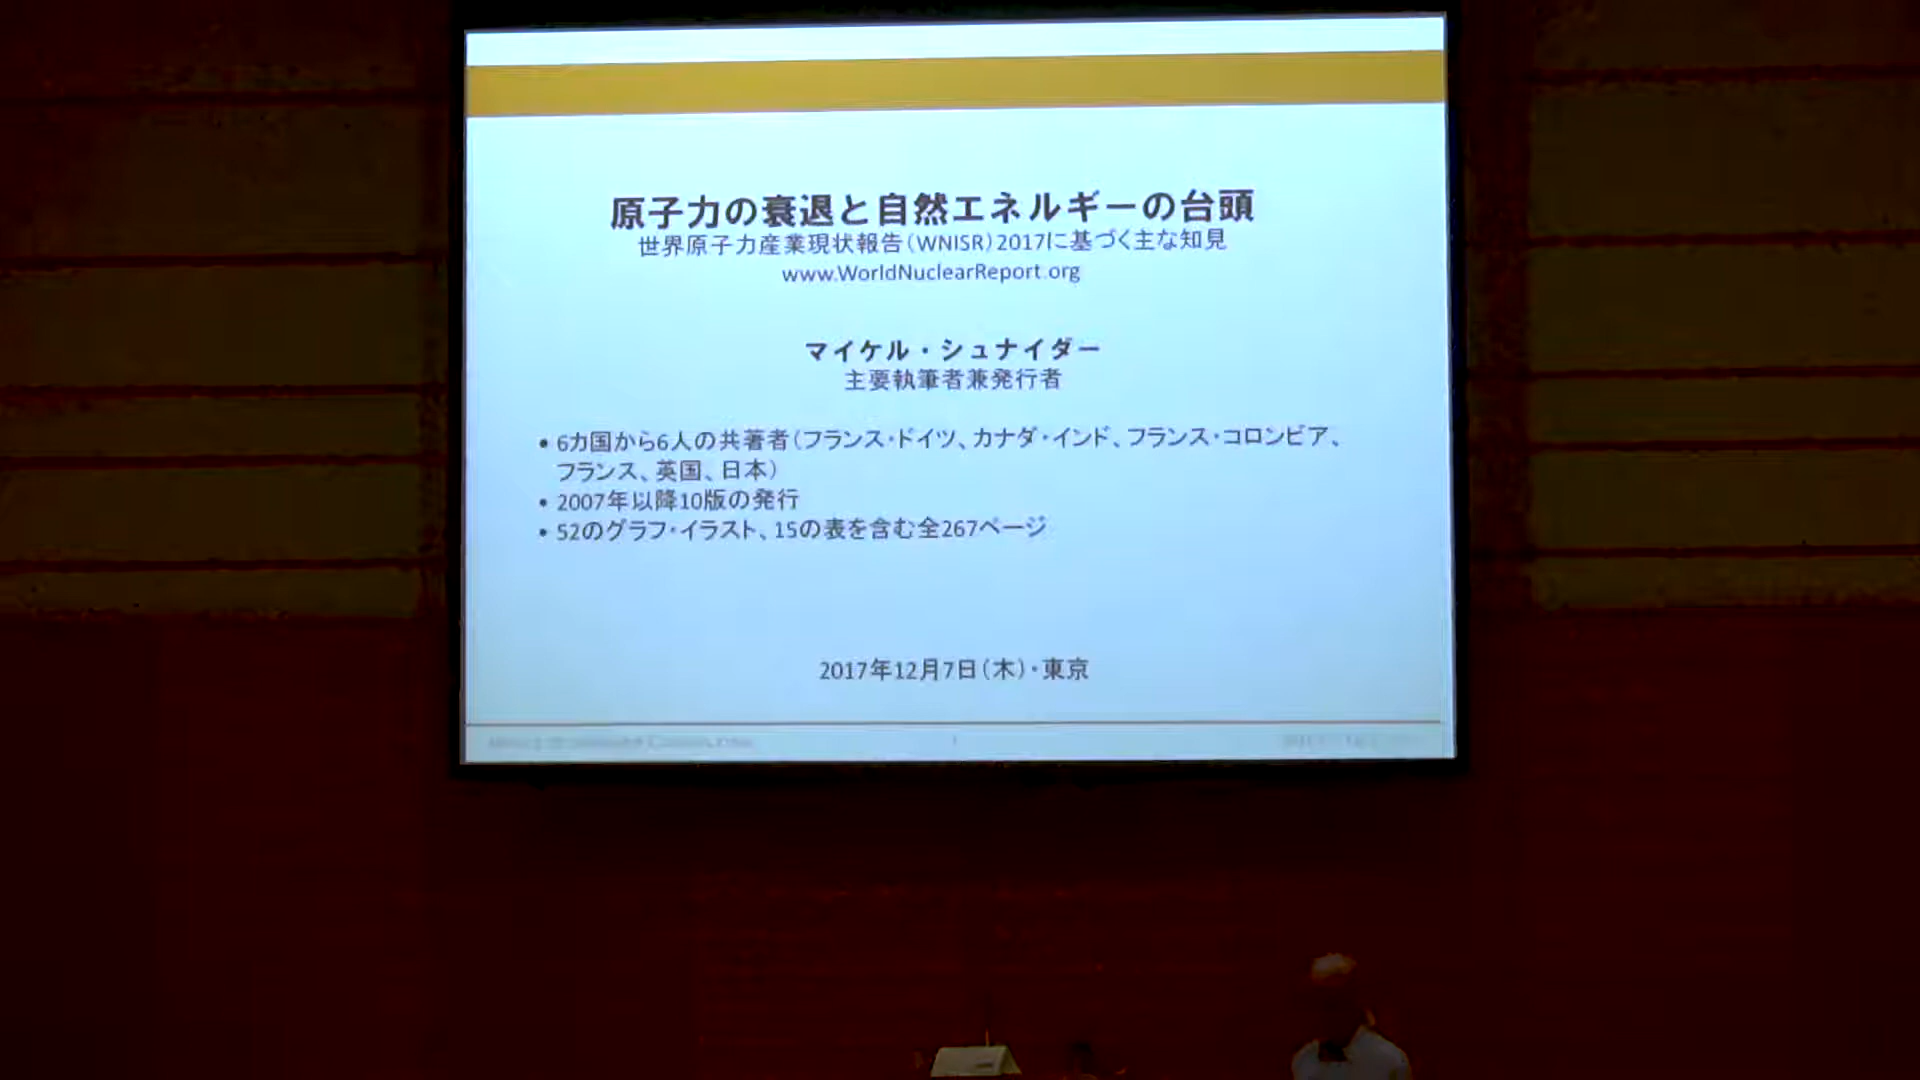 原子力の衰退と自然エネルギーの台頭
世界原子力産業現状報告（WNISR）2017に基づく主な知見
www.WorldNuclearReport.org
マイケル・シュナイダー
主要執筆者兼発行者
• 6カ国から6人の共著者（フランス・ドイツ、カナダ・インド、フランス・コロンビア、
フランス、英国、日本）
• 2007年以降10版の発行
• 52のグラフ・イラスト、15の表を含む全267ページ
2017年12月7日（木）・東京